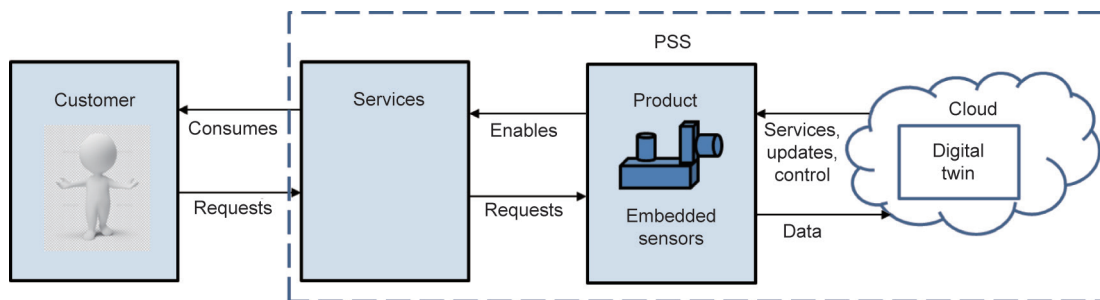 PSS
Customer
Consumes
Requests
Services
Enables
Requests
Product
Embedded
sensors
Services,
updates,
control
Data
Cloud
Digital
twin